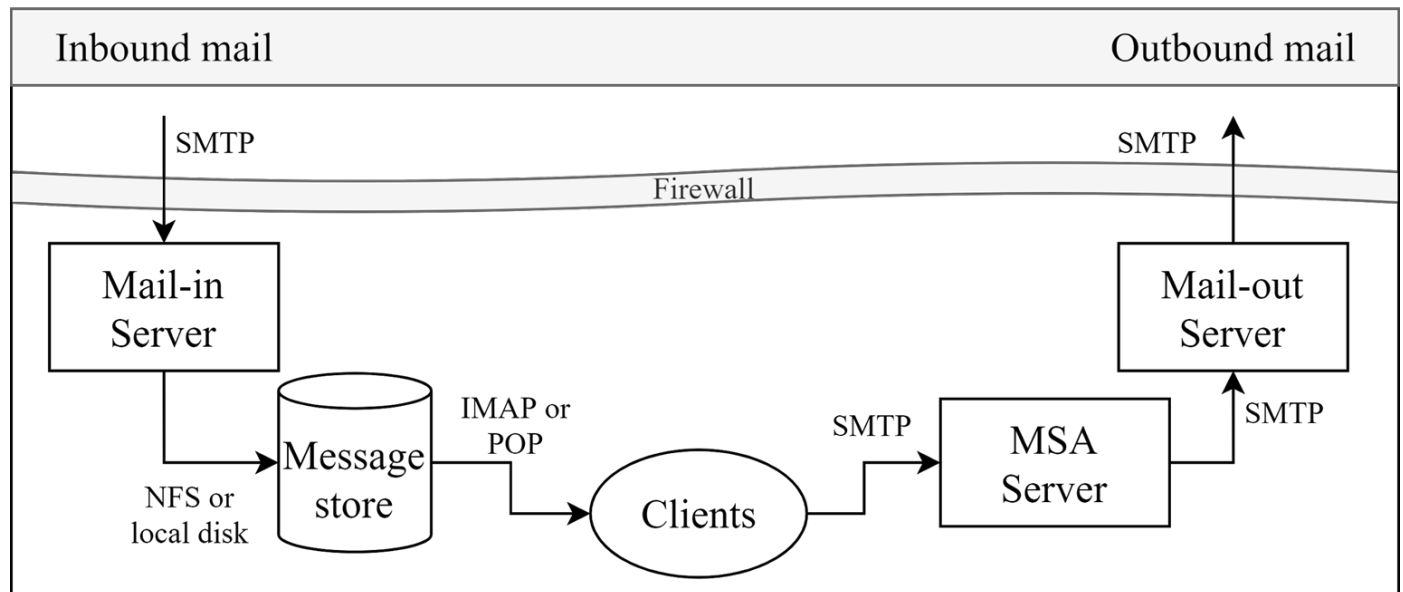 Inbound mail
Outbound mail
SMTP
SMTP
Firewall
Mail-in
Server
Mail-out
Server
IMAP or
POP
SMTP
SMTP
Message
store
MSA
Server
NFS or
local disk
Clients